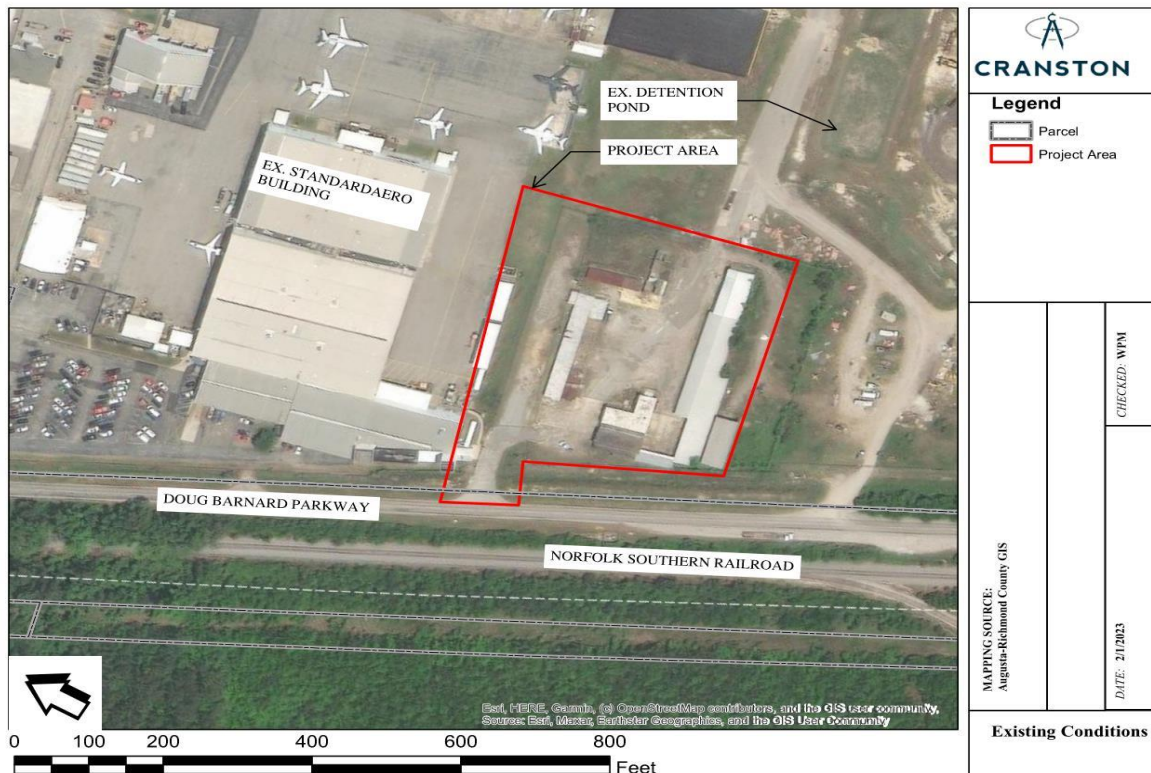 CRANSTON
Legend
Parcel
Project Area
EX. DETENTION
POND
PROJECT AREA
EX. STANDARDAERO
BUILDING
DOUG BARNARD PARKWAY
NORFOLK SOUTHERN RAILROAD
Esri, HERE, Garmin, (c) OpenStreetMap contributors, and the GIS user community,
Source: Esri, Maxar, Earthstar Geographics, and the GIS User Community
0 50 100 200 400 600 800
Feet
MAPPING SOURCE:
Augusta-Richmond County GIS
CHECKED: WPM
DATE: 2/1/2023
Existing Conditions